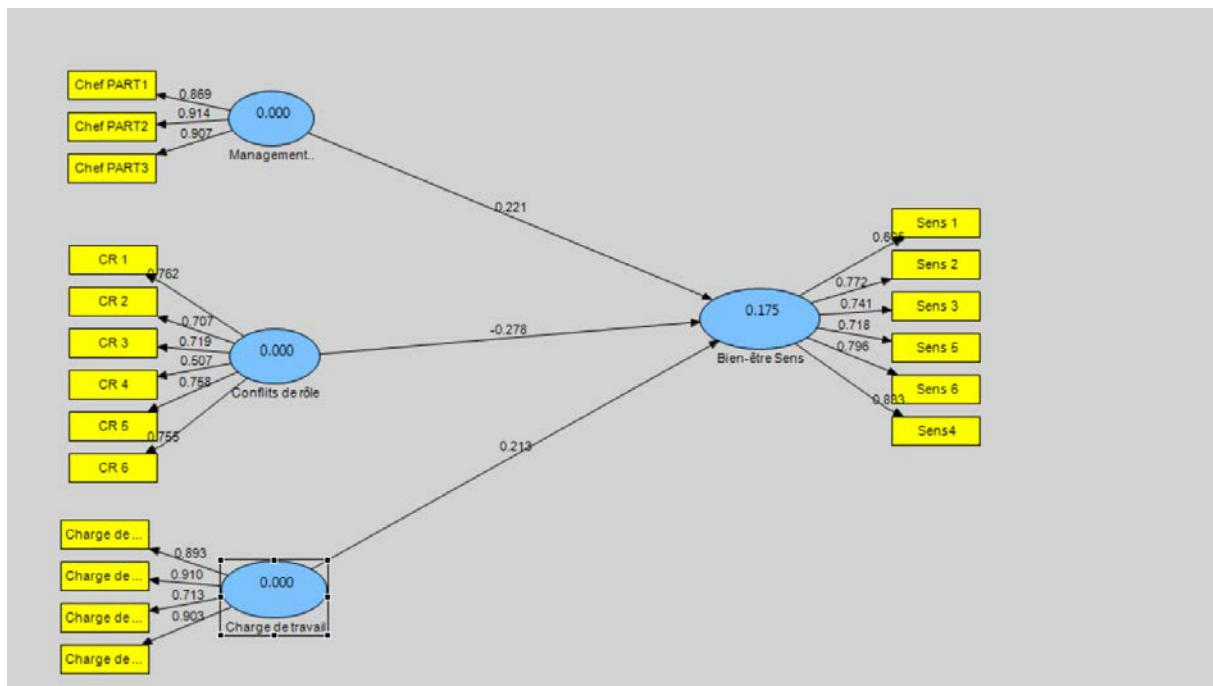 Chef PART1
Chef PART2
Chef PART3
0.869
0.914
0.907
0.000
Management..
0.221
CR 1
CR 2
CR 3
CR 4
CR 5
CR 6
0.762
0.707
0.719
0.507
0.758
0.755
0.000
Conflits de rôle
-0.278
Charge de ...
Charge de ...
Charge de ...
Charge de ...
0.893
0.910
0.713
0.903
0.000
Charge de travail
0.213
0.175
Bien-être Sens
0.772
0.741
0.718
0.796
0.833
Sens 1
Sens 2
Sens 3
Sens 5
Sens 6
Sens4